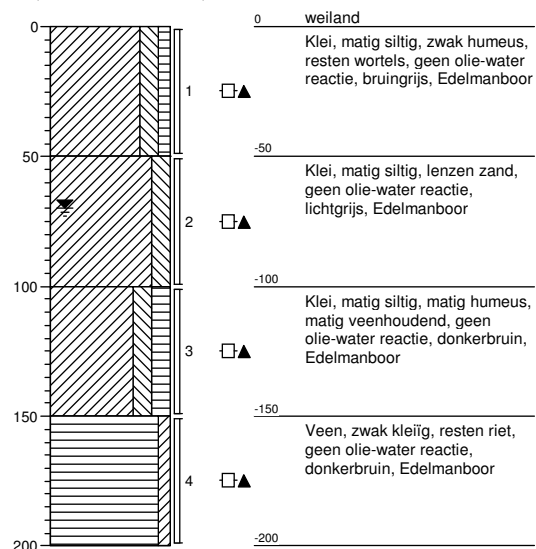 0
0
weiland
Klei, matig siltig, zwak humeus,
resten wortels, geen olie-water
reactie, bruingrijs, Edelmanboor
1
50
-50
Klei, matig siltig, lenzen zand,
geen olie-water reactie,
lichtgrijs, Edelmanboor
2
100
-100
Klei, matig siltig, matig humeus,
matig veenhoudend, geen
olie-water reactie, donkerbruin,
Edelmanboor
3
150
-150
Veen, zwak kleiïg, resten riet,
geen olie-water reactie,
donkerbruin, Edelmanboor
4
200
-200